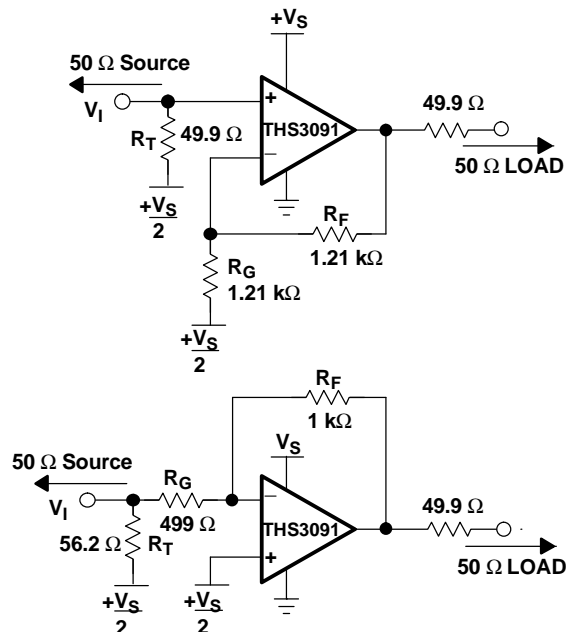 +VS
50 Ω Source
VI
RT
49.9 Ω
+
THS3091
−
49.9 Ω
50 Ω LOAD
+VS
2
RF
1.21 kΩ
RG
1.21 kΩ
+VS
2
RF
1 kΩ
VS
50 Ω Source
VI
RG
499 Ω
−
THS3091
+
49.9 Ω
56.2 Ω RT
50 Ω LOAD
+VS
2
+VS
2